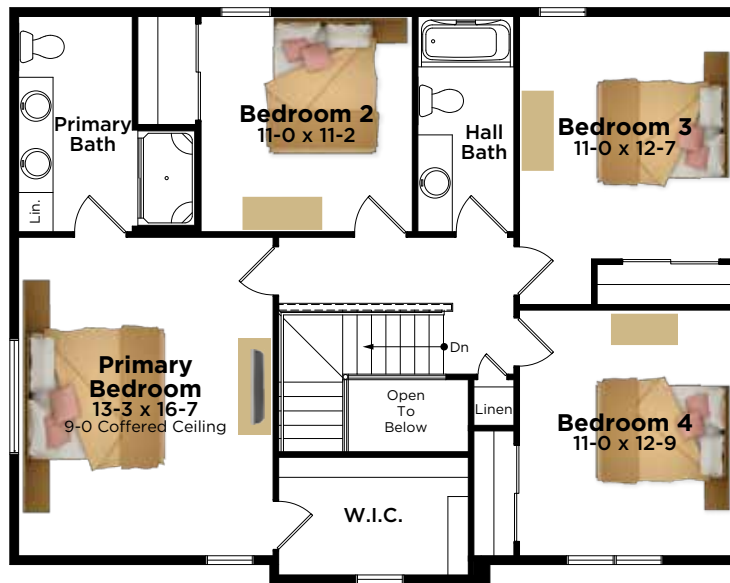 Primary
Bath
Lin.
Bedroom 2
11-0 x 11-2
Hall
Bath
Bedroom 3
11-0 x 12-7
Primary
Bedroom
13-3 x 16-7
9-0 Coffered Ceiling
Dn
Open
To
Below
Linen
Bedroom 4
11-0 x 12-9
W.I.C.